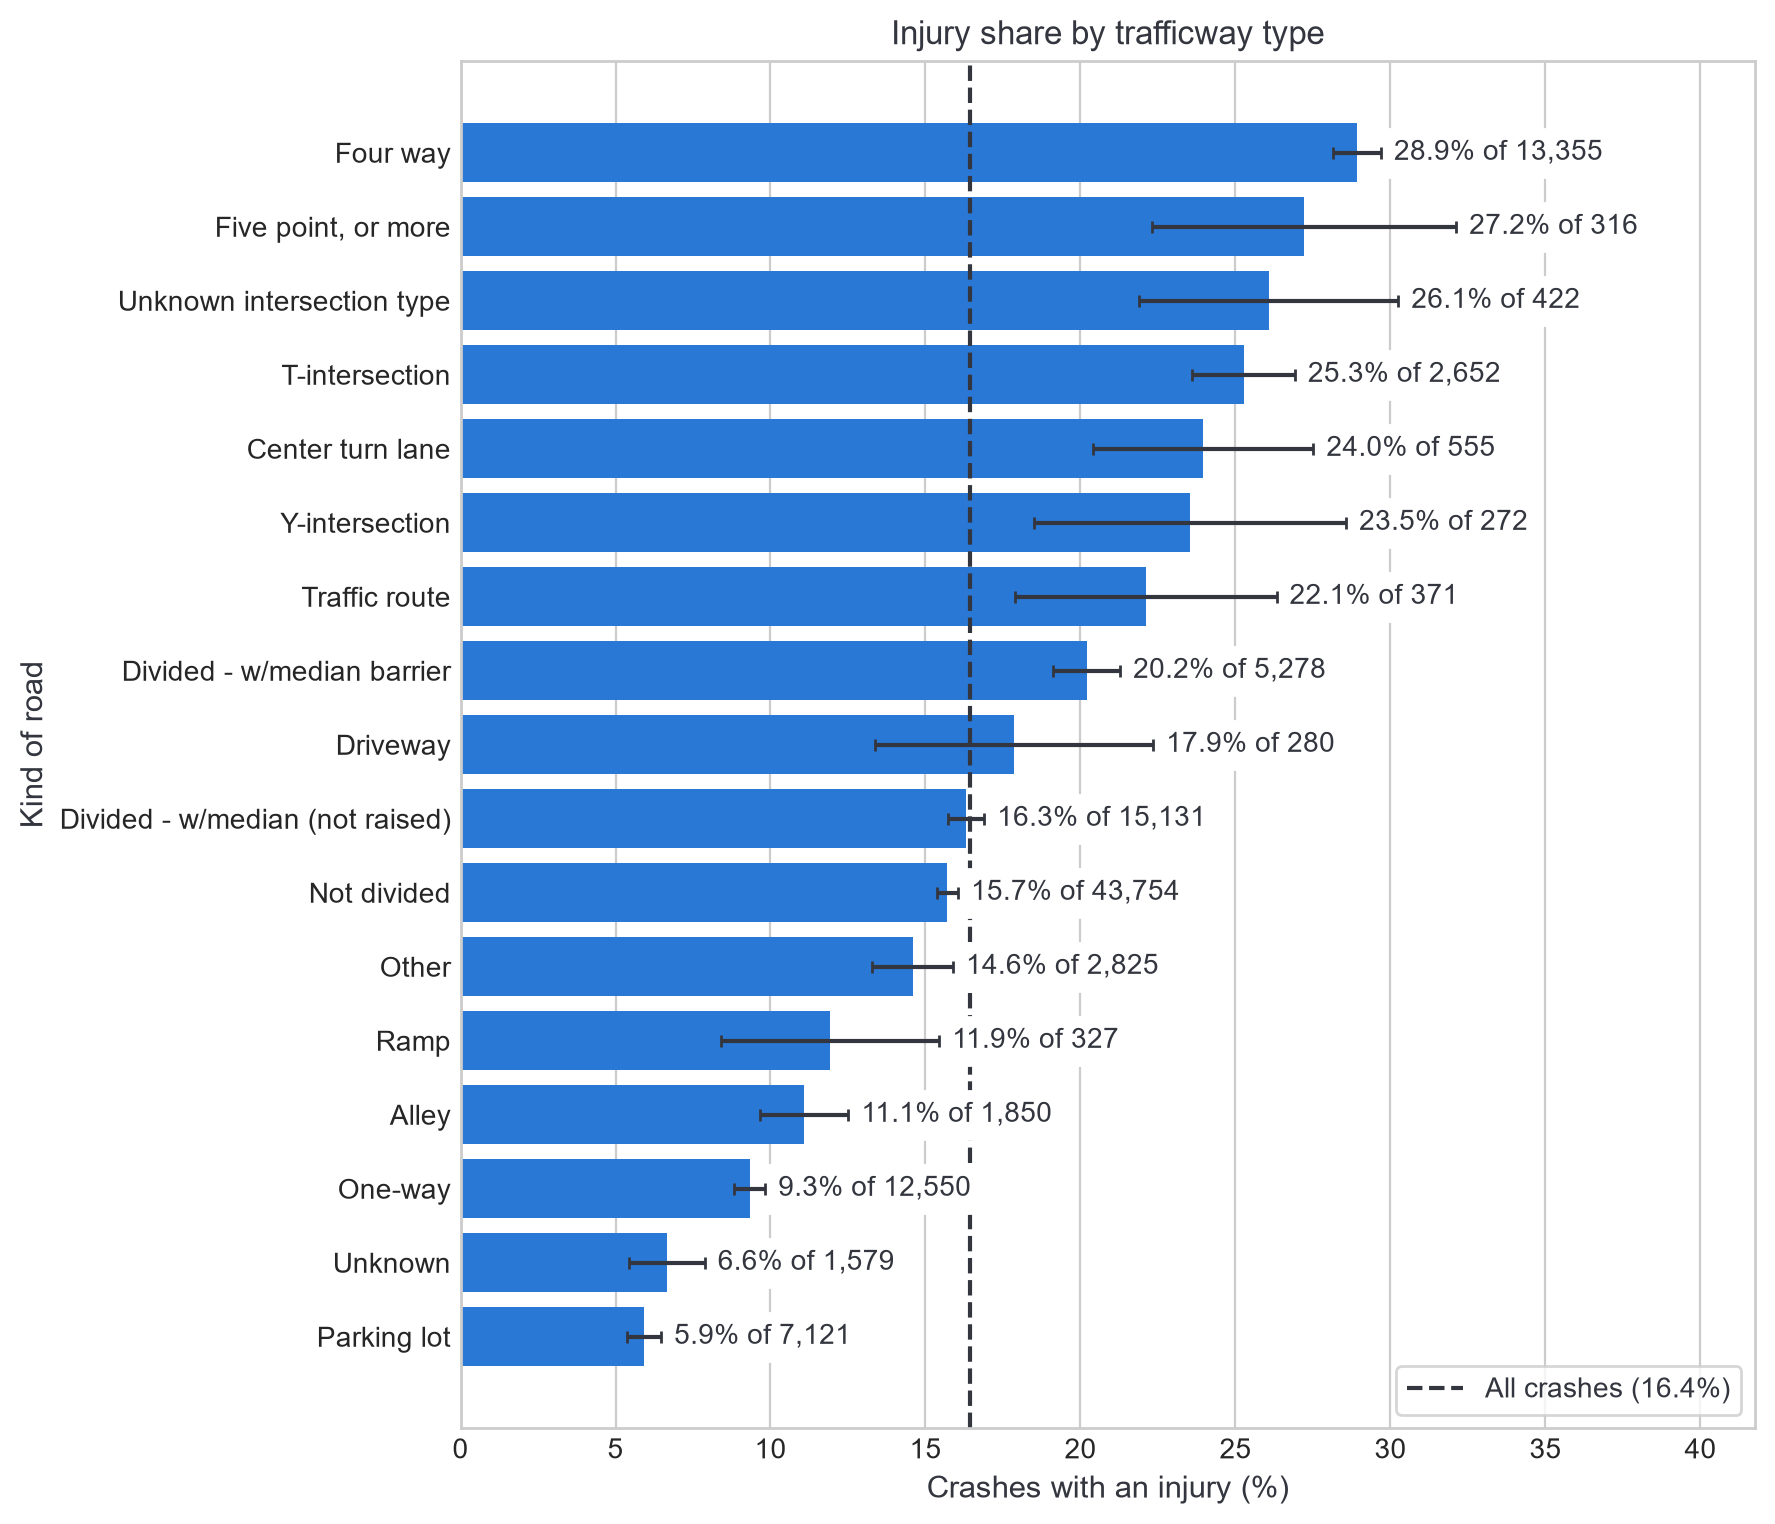 Injury share by trafficway type
Kind of road
Four way
28.9% of 13,355
Five point, or more
27.2% of 316
Unknown intersection type
26.1% of 422
T-intersection
25.3% of 2,652
Center turn lane
24.0% of 555
Y-intersection
23.5% of 272
Traffic route
22.1% of 371
Divided - w/median barrier
20.2% of 5,278
Driveway
17.9% of 280
Divided - w/median (not raised)
16.3% of 15,131
Not divided
15.7% of 43,754
Other
14.6% of 2,825
Ramp
11.9% of 327
Alley
11.1% of 1,850
One-way
9.3% of 12,550
Unknown
6.6% of 1,579
Parking lot
5.9% of 7,121
All crashes (16.4%)
0 5 10 15 20 25 30 35 40
Crashes with an injury (%)